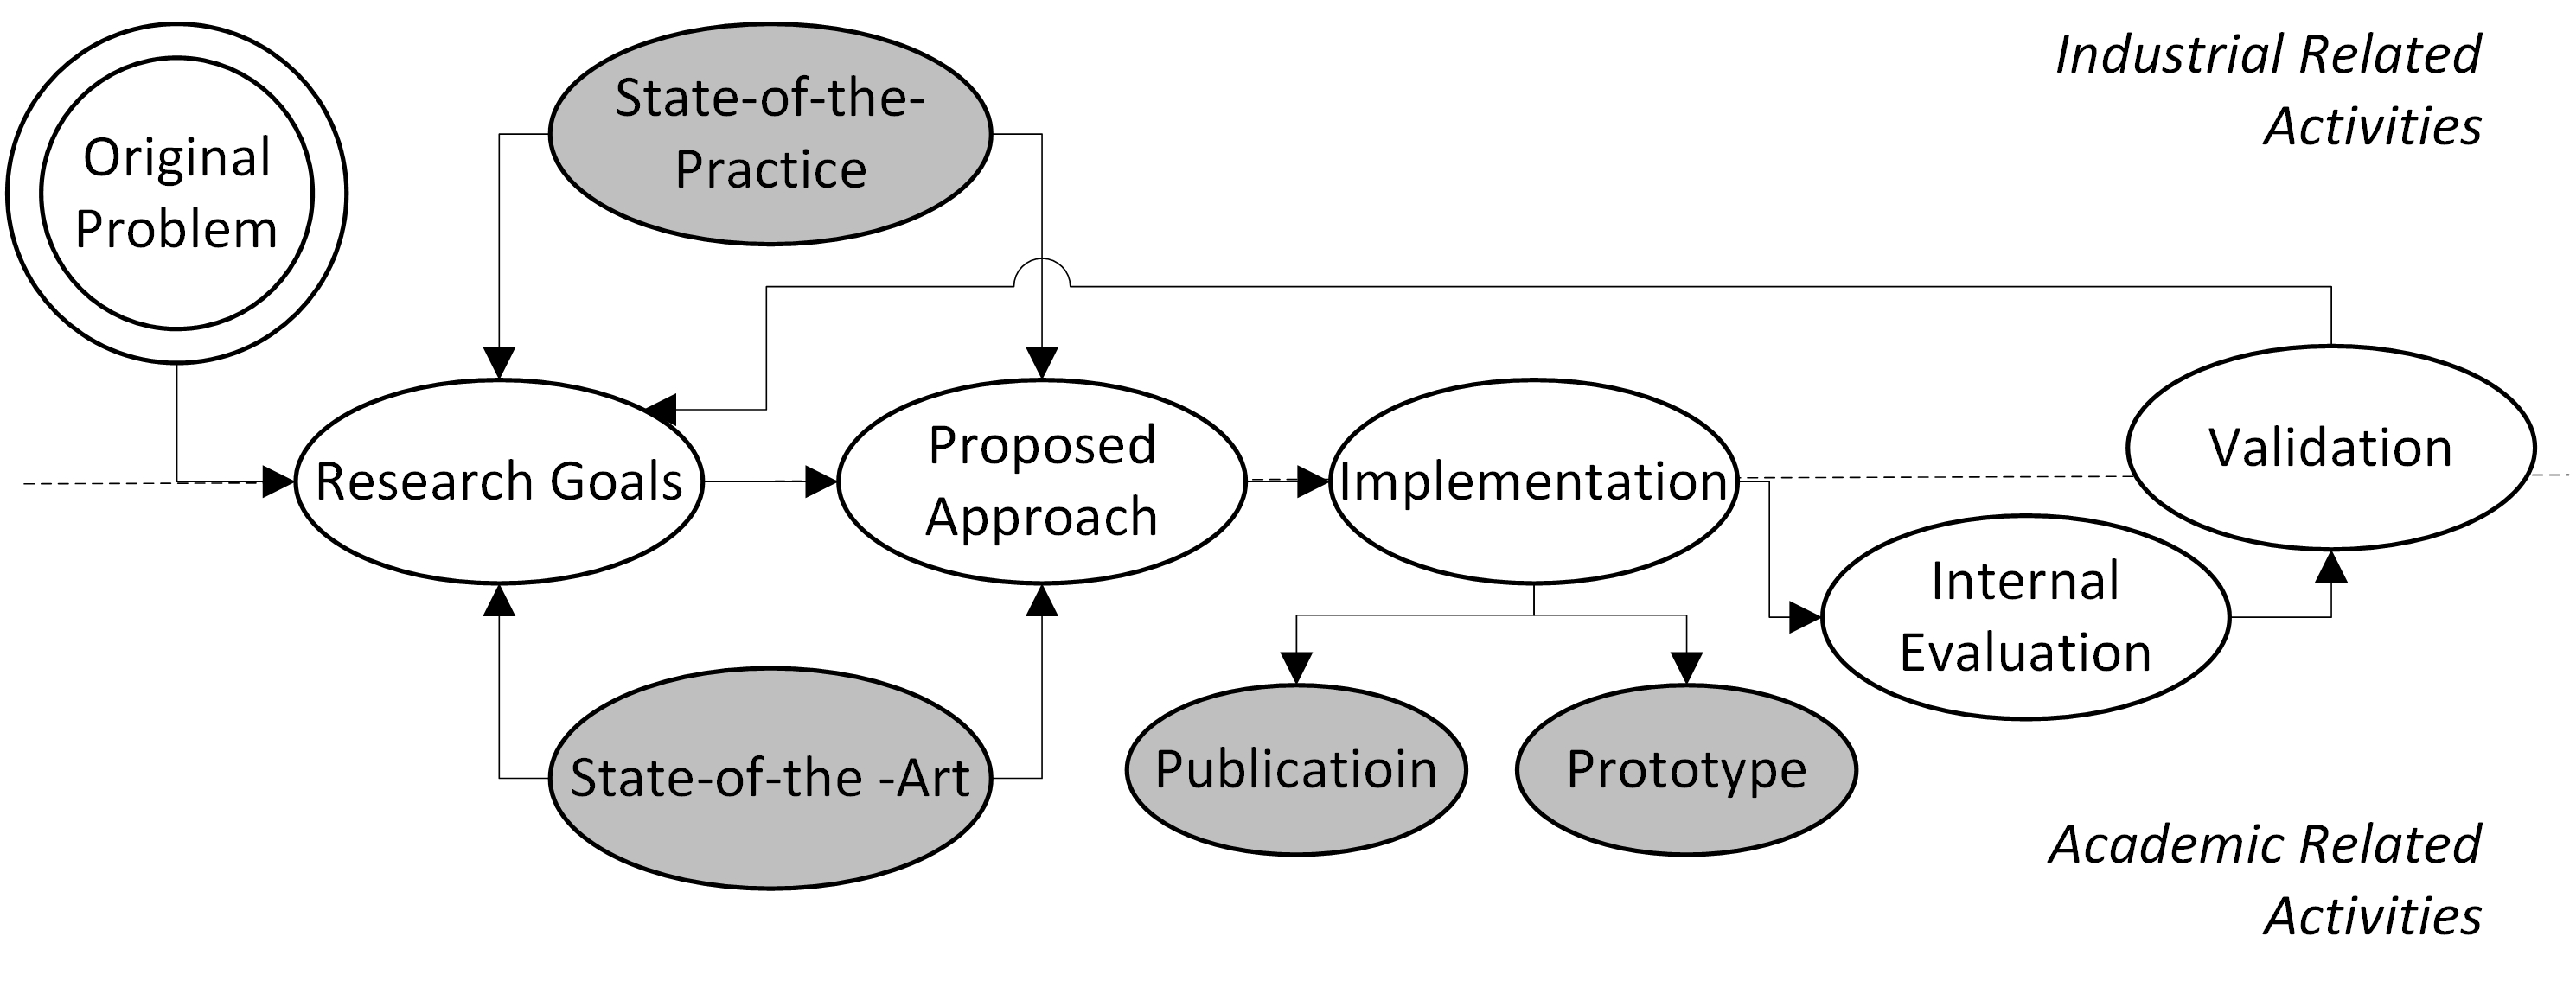 Original
Problem
State-of-the-
Practice
Industrial Related
Activities
Research Goals
Proposed
Approach
Implementation
Validation
Internal
Evaluation
State-of-the -Art
Publicatioin
Prototype
Academic Related
Activities